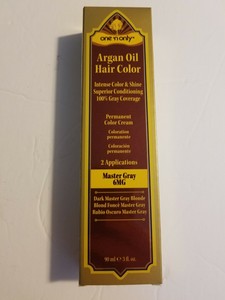 one 'n only
Argan Oil
Hair Color
Intense Color & Shine
Superior Conditioning
100% Gray Coverage
Permanent
Color Cream
Coloration
permanente
Coloración
permanente
2 Applications
Master Gray
6MG
Dark Master Gray Blonde
Blond Foncé Master Gray
Rubio Oscuro Master Gray
90 ml e 3 fl. oz.